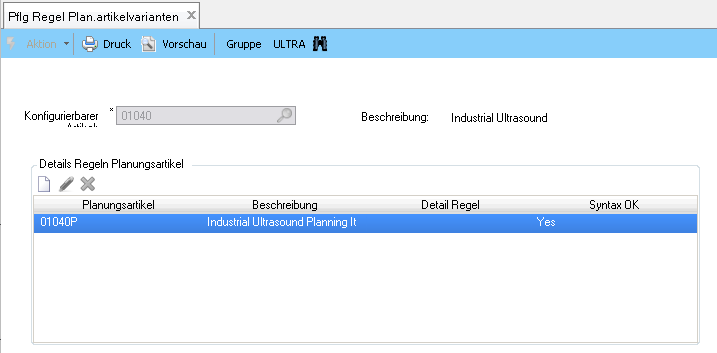 Pflg Regel Plan.artikelvarianten
Aktion Druck Vorschau Gruppe ULTRA
Konfigurierbarer * 01040 Beschreibung: Industrial Ultrasound
Details Regeln Planungsartikel
Planungsartikel Beschreibung Detail Regel Syntax OK
01040P Industrial Ultrasound Planning It Yes